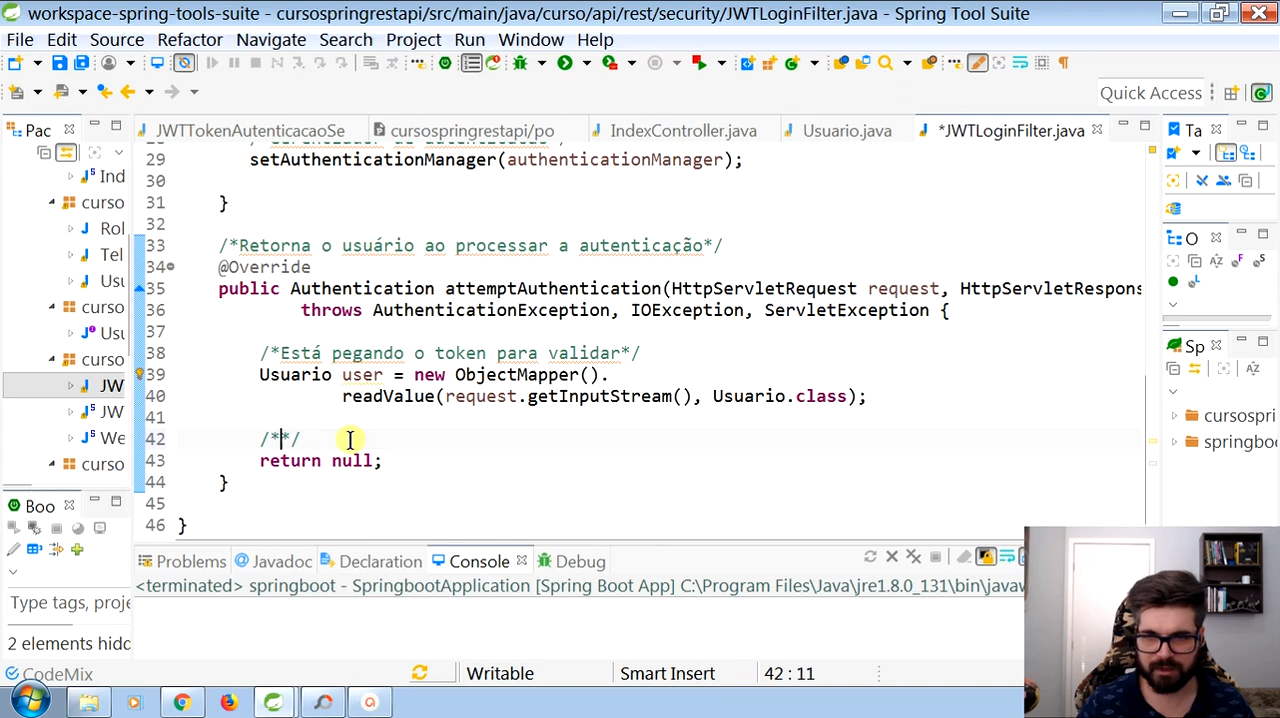 workspace-spring-tools-suite - cursospringrestapi/src/main/java/curso/api/rest/security/JWTLoginFilter.java - Spring Tool Suite
File Edit Source Refactor Navigate Search Project Run Window Help
Quick Access
Pac
JWTTokenAutenticacaoSe
cursospringrestapi/po
IndexController.java
Usuario.java
*JWTLoginFilter.java
Ta
29 setAuthenticationManager(authenticationManager);
30
31 }
32
33 /*Retorna o usuário ao processar a autenticação*/
34 @Override
35 public Authentication attemptAuthentication(HttpServletRequest request, HttpServletRespons
36 throws AuthenticationException, IOException, ServletException {
37
38 /*Está pegando o token para validar*/
39 Usuario user = new ObjectMapper().
40 readValue(request.getInputStream(), Usuario.class);
41
42 /**/
43 return null;
44 }
45
46 }
Ind
curso
Rol
Tel
Usu
curso
Usu
curso
JW
JW
We
curso
O
Sp
cursospri
springbo
Boo
Type tags, proje
2 elements hidd
Problems
Javadoc
Declaration
Console
Debug
<terminated> springboot - SpringbootApplication [Spring Boot App] C:\Program Files\Java\jre1.8.0_131\bin\javaw
CodeMix
Writable
Smart Insert
42 : 11